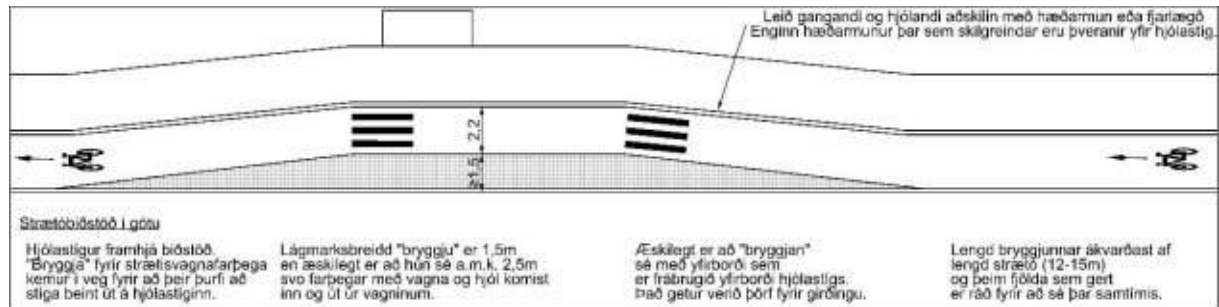 Leið gangandi og hjólandi aðskilin með hæðarmun eða fjarlægð
Enginn hæðarmunur þar sem skilgreindar eru þveranir yfir hjólastíg.
2,2
≥1,5
Strætóbiðstöð í götu
Hjólastígur framhjá biðstöð.
"Bryggja" fyrir strætisvagnafarþega
kemur í veg fyrir að þeir þurfi að
stíga beint út á hjólastíginn.
Lágmarksbreidd "bryggju" er 1,5m
en æskilegt er að hún sé a.m.k. 2,5m
svo farþegar með vagna og hjól komist
inn og út úr vagninum.
Æskilegt er að "bryggjan"
sé með yfirborði sem
er frábrugið yfirborði hjólastígs.
Það getur verið þörf fyrir girðingu.
Lengd bryggjunnar ákvarðast af
lengd strætó (12-15m)
og þeim fjölda sem gert
er ráð fyrir að sé þar samtímis.